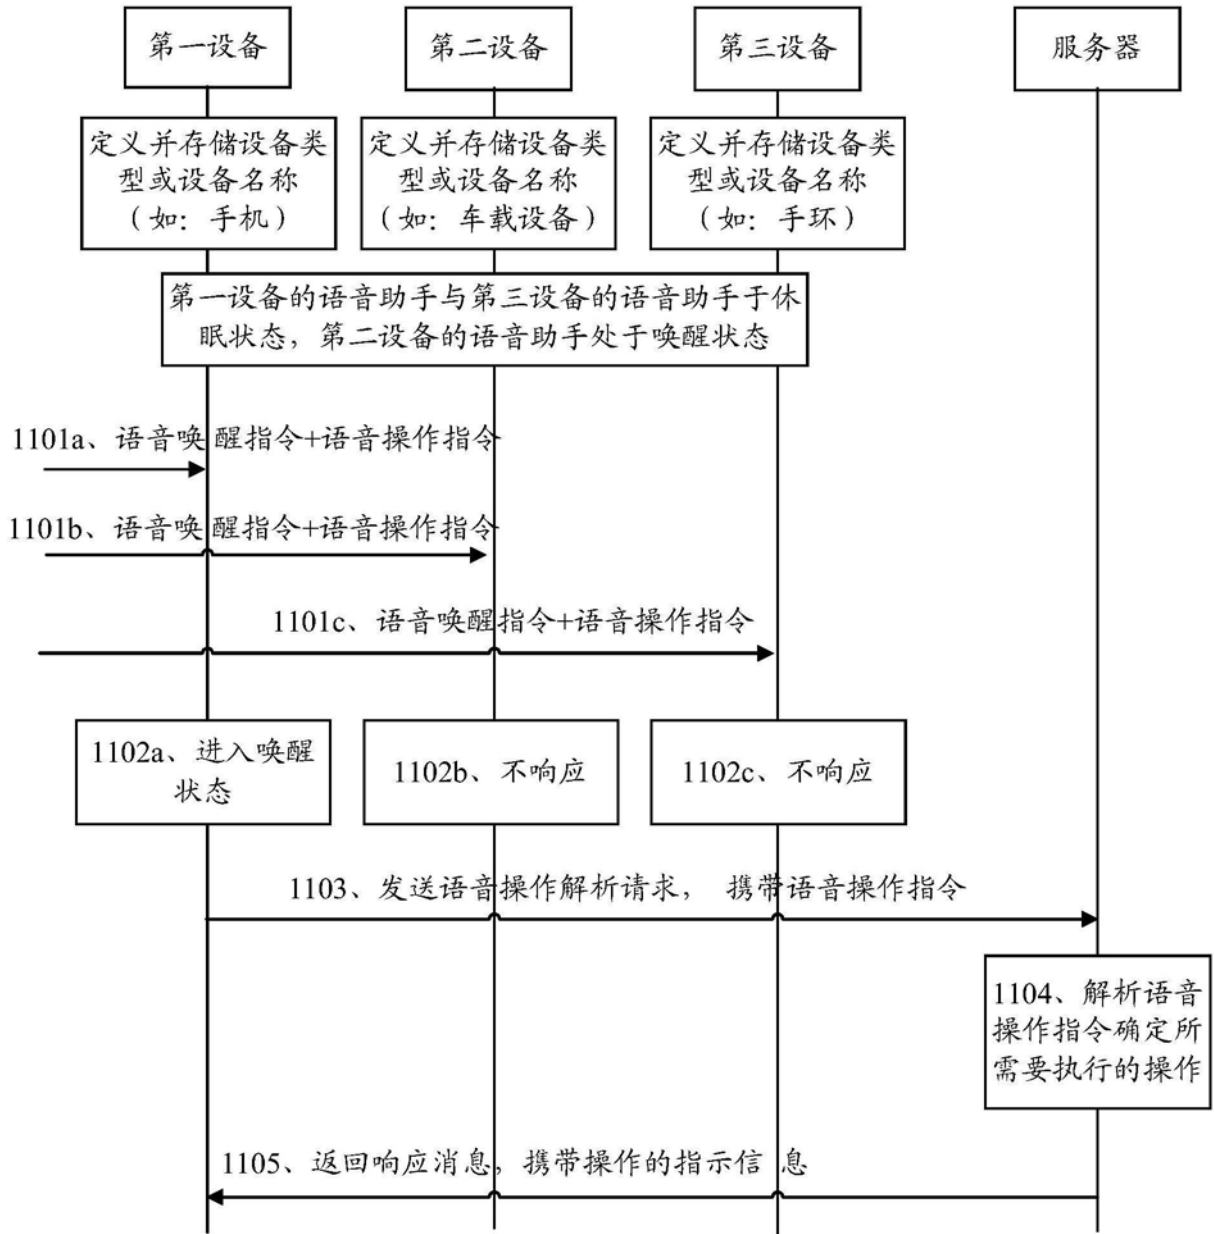 第一设备
第二设备
第三设备
服务器
定义并存储设备类
型或设备名称
（如：手机）
定义并存储设备类
型或设备名称
（如：车载设备）
定义并存储设备类
型或设备名称
（如：手环）
第一设备的语音助手与第三设备的语音助手于休
眠状态，第二设备的语音助手处于唤醒状态
1101a、语音唤 醒指令+语音操作指令
1101b、语音唤 醒指令+语音操作指令
1101c、语音唤醒指令+语音操作指令
1102a、进入唤醒
状态
1102b、不响应
1102c、不响应
1103、发送语音操作解析请求， 携带语音操作指令
1104、解析语音
操作指令确定所
需要执行的操作
1105、返回响应消息，携带操作的指示信 息